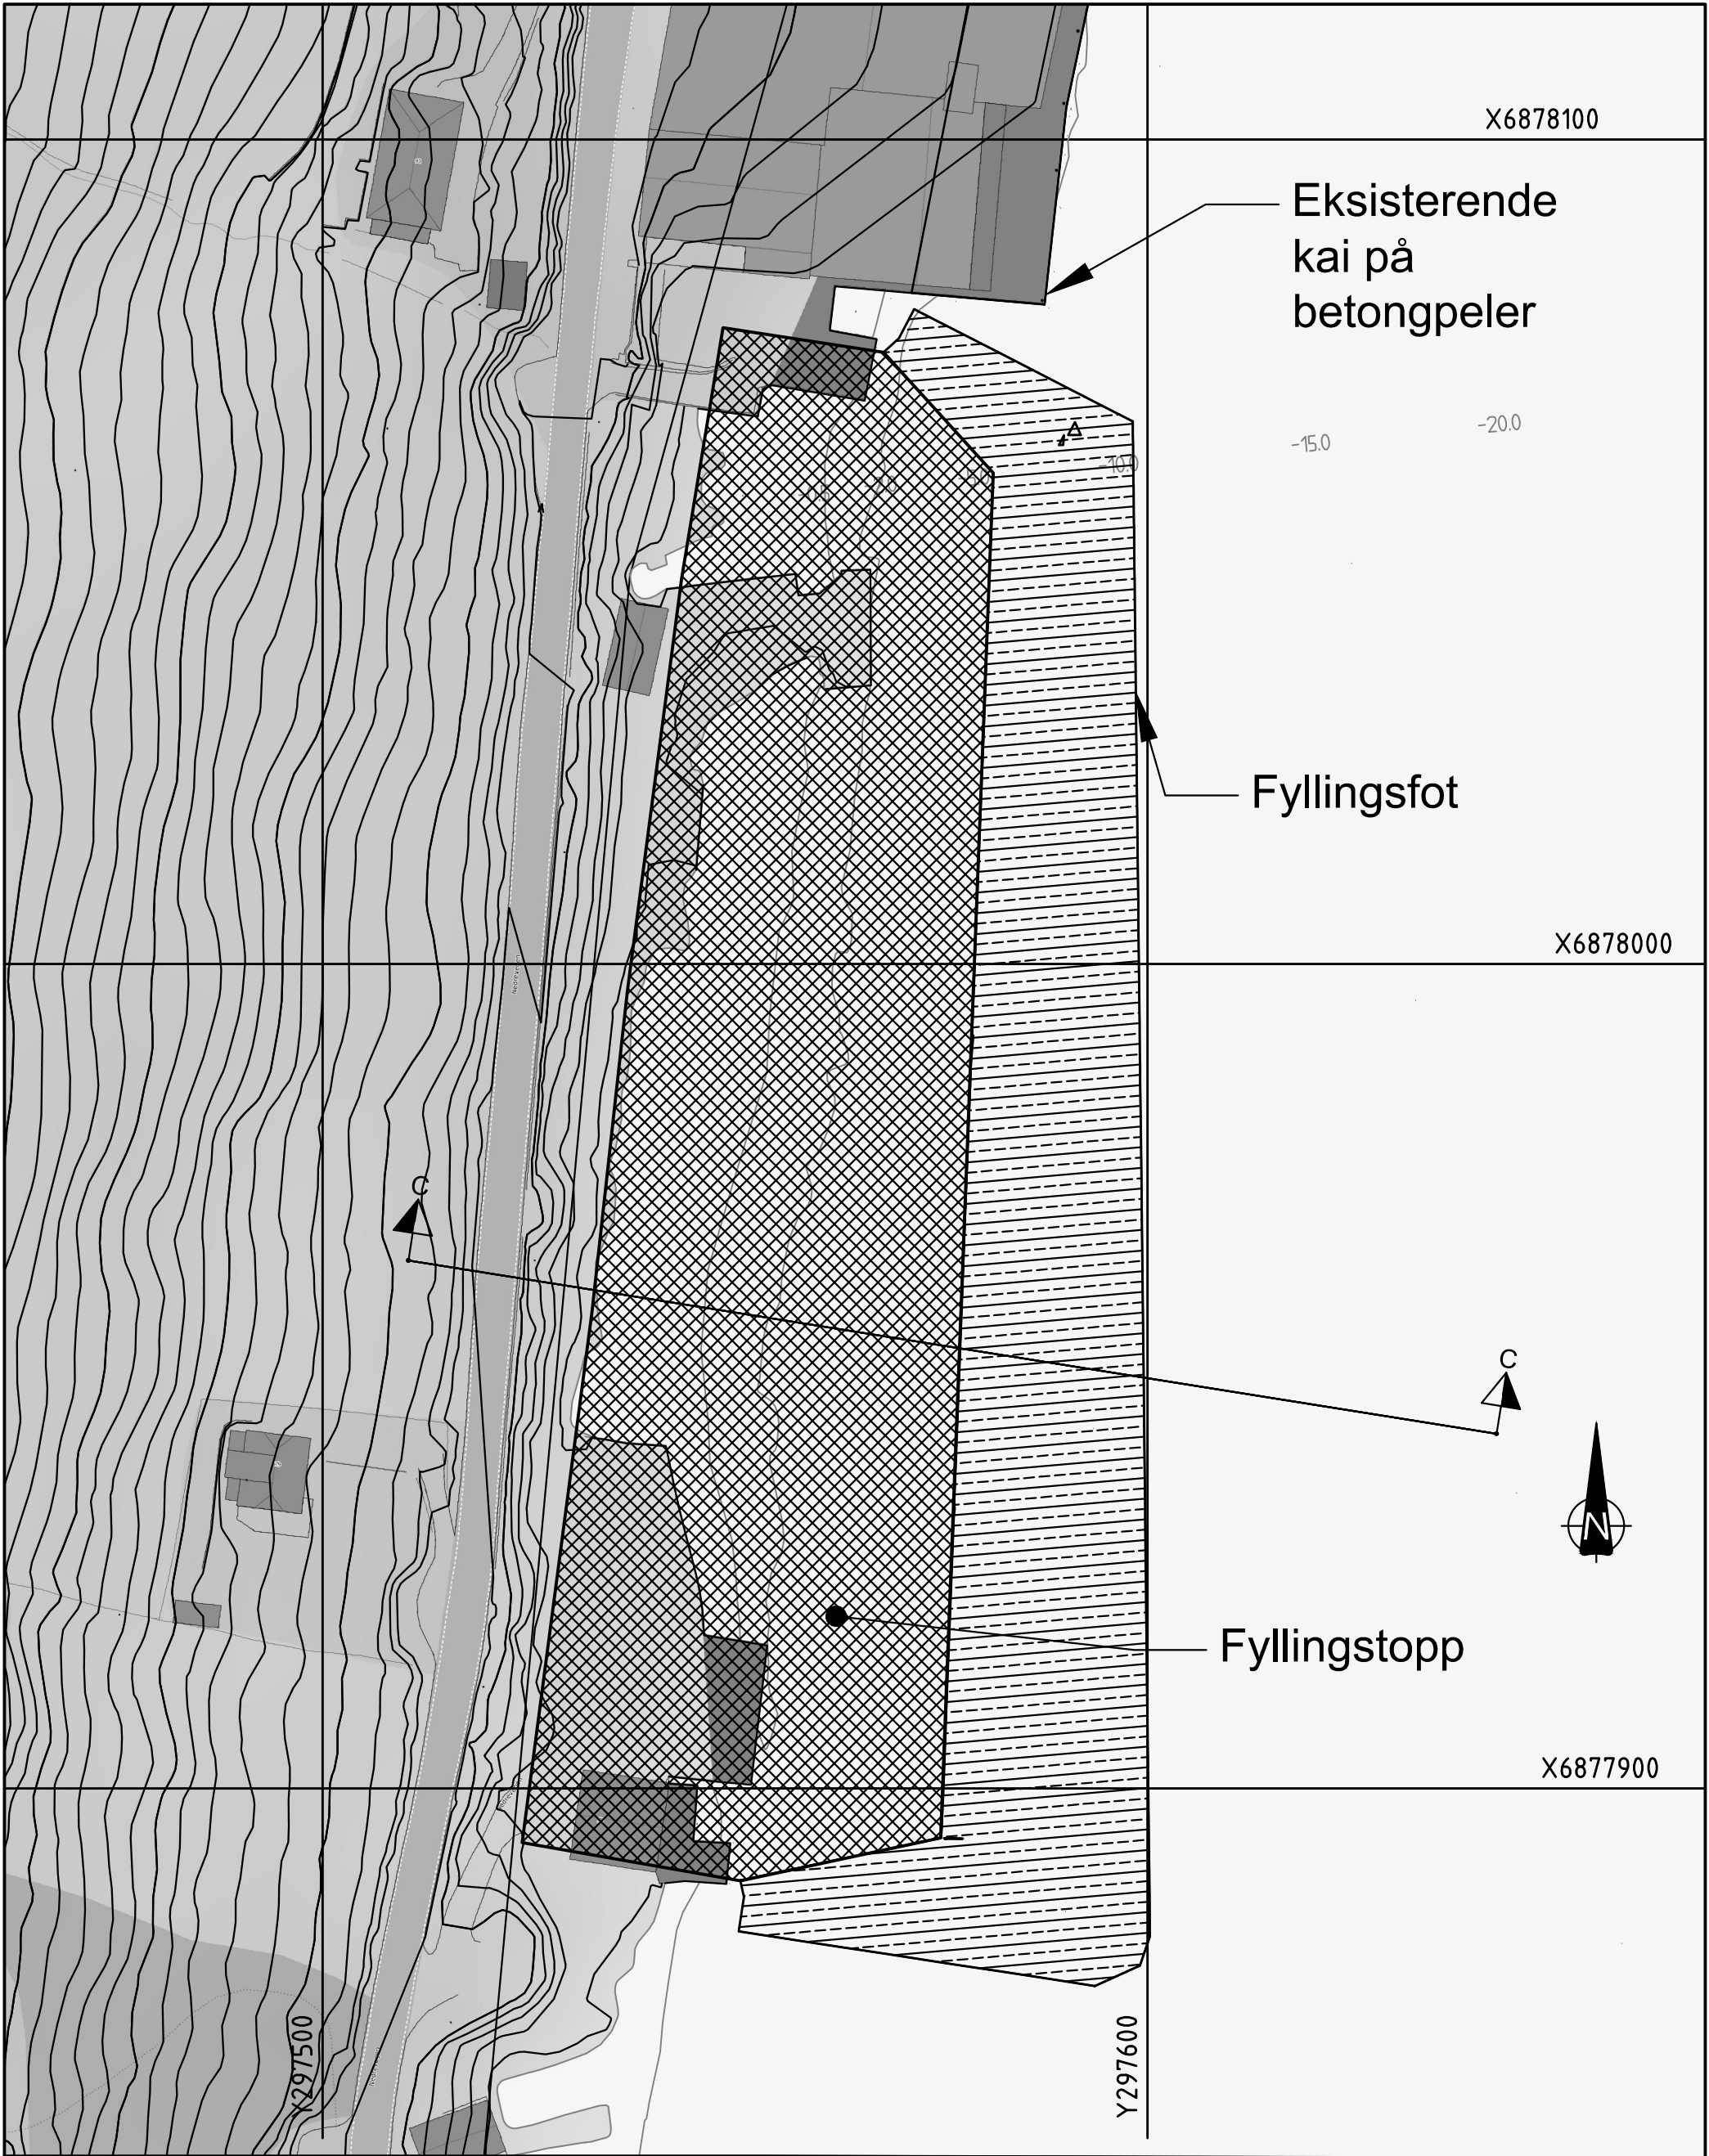 X6878100
Eksisterende
kai på
betongpeler
-20.0
-15.0
-10.0
Fyllingsfot
X6878000
C
C
N
Fyllingstopp
X6877900
Y297500
Y297600